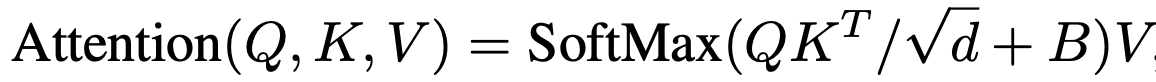 Attention(Q, K, V) = SoftMax(QK^T/√d + B)V,